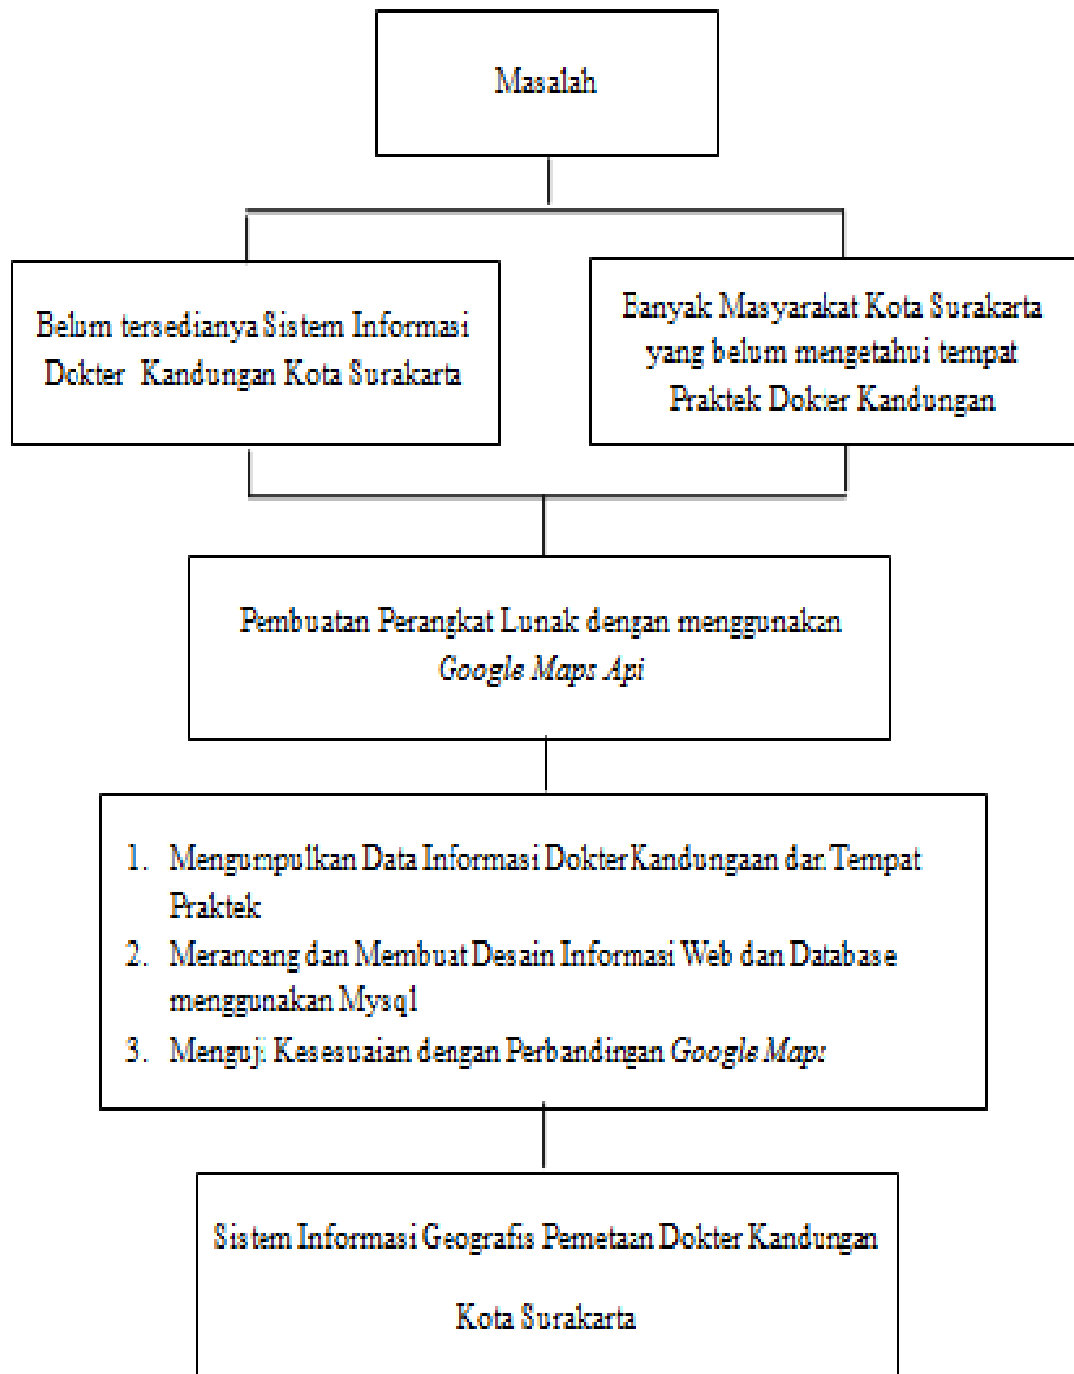 Masalah
Belum tersedianya Sistem Informasi
Dokter Kandungan Kota Surakarta
Banyak Masyarakat Kota Surakarta
yang belum mengetahui tempat
Praktek Dokter Kandungan
Pembuatan Perangkat Lunak dengan menggunakan
Google Maps Api
1. Mengumpulkan Data Informasi Dokter Kandungaan dan Tempat
Praktek
2. Merancang dan Membuat Desain Informasi Web dan Database
menggunakan Mysql
3. Menguji Kesesuaian dengan Perbandingan Google Maps
Sistem Informasi Geografis Pemetaan Dokter Kandungan
Kota Surakarta